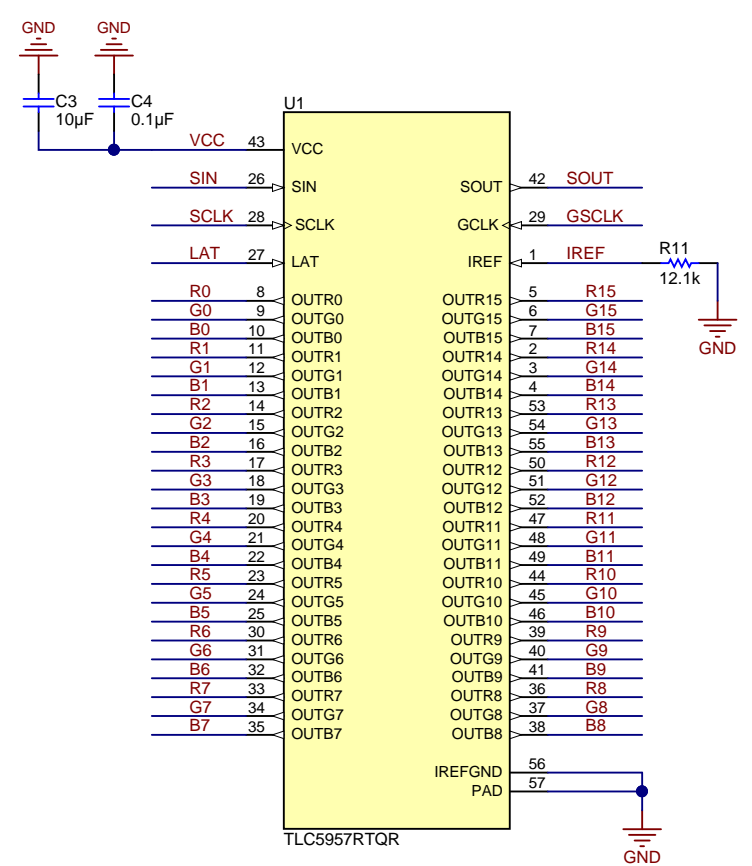 GND GND
C3 C4
10µF 0.1µF
U1
VCC 43 VCC
SIN 26 SIN SOUT 42 SOUT
SCLK 28 SCLK GCLK 29 GSCLK
LAT 27 LAT IREF 1 IREF R11
12.1k
R0 8 OUTR0 OUTR15 5 R15
G0 9 OUTG0 OUTG15 6 G15
B0 10 OUTB0 OUTB15 7 B15
R1 11 OUTR1 OUTR14 2 R14
GND
G1 12 OUTG1 OUTG14 3 G14
B1 13 OUTB1 OUTB14 4 B14
R2 14 OUTR2 OUTR13 53 R13
G2 15 OUTG2 OUTG13 54 G13
B2 16 OUTB2 OUTB13 55 B13
R3 17 OUTR3 OUTR12 50 R12
G3 18 OUTG3 OUTG12 51 G12
B3 19 OUTB3 OUTB12 52 B12
R4 20 OUTR4 OUTR11 47 R11
G4 21 OUTG4 OUTG11 48 G11
B4 22 OUTB4 OUTB11 49 B11
R5 23 OUTR5 OUTR10 44 R10
G5 24 OUTG5 OUTG10 45 G10
B5 25 OUTB5 OUTB10 46 B10
R6 30 OUTR6 OUTR9 39 R9
G6 31 OUTG6 OUTG9 40 G9
B6 32 OUTB6 OUTB9 41 B9
R7 33 OUTR7 OUTR8 36 R8
G7 34 OUTG7 OUTG8 37 G8
B7 35 OUTB7 OUTB8 38 B8
IREFGND 56
PAD 57
TLC5957RTQR
GND